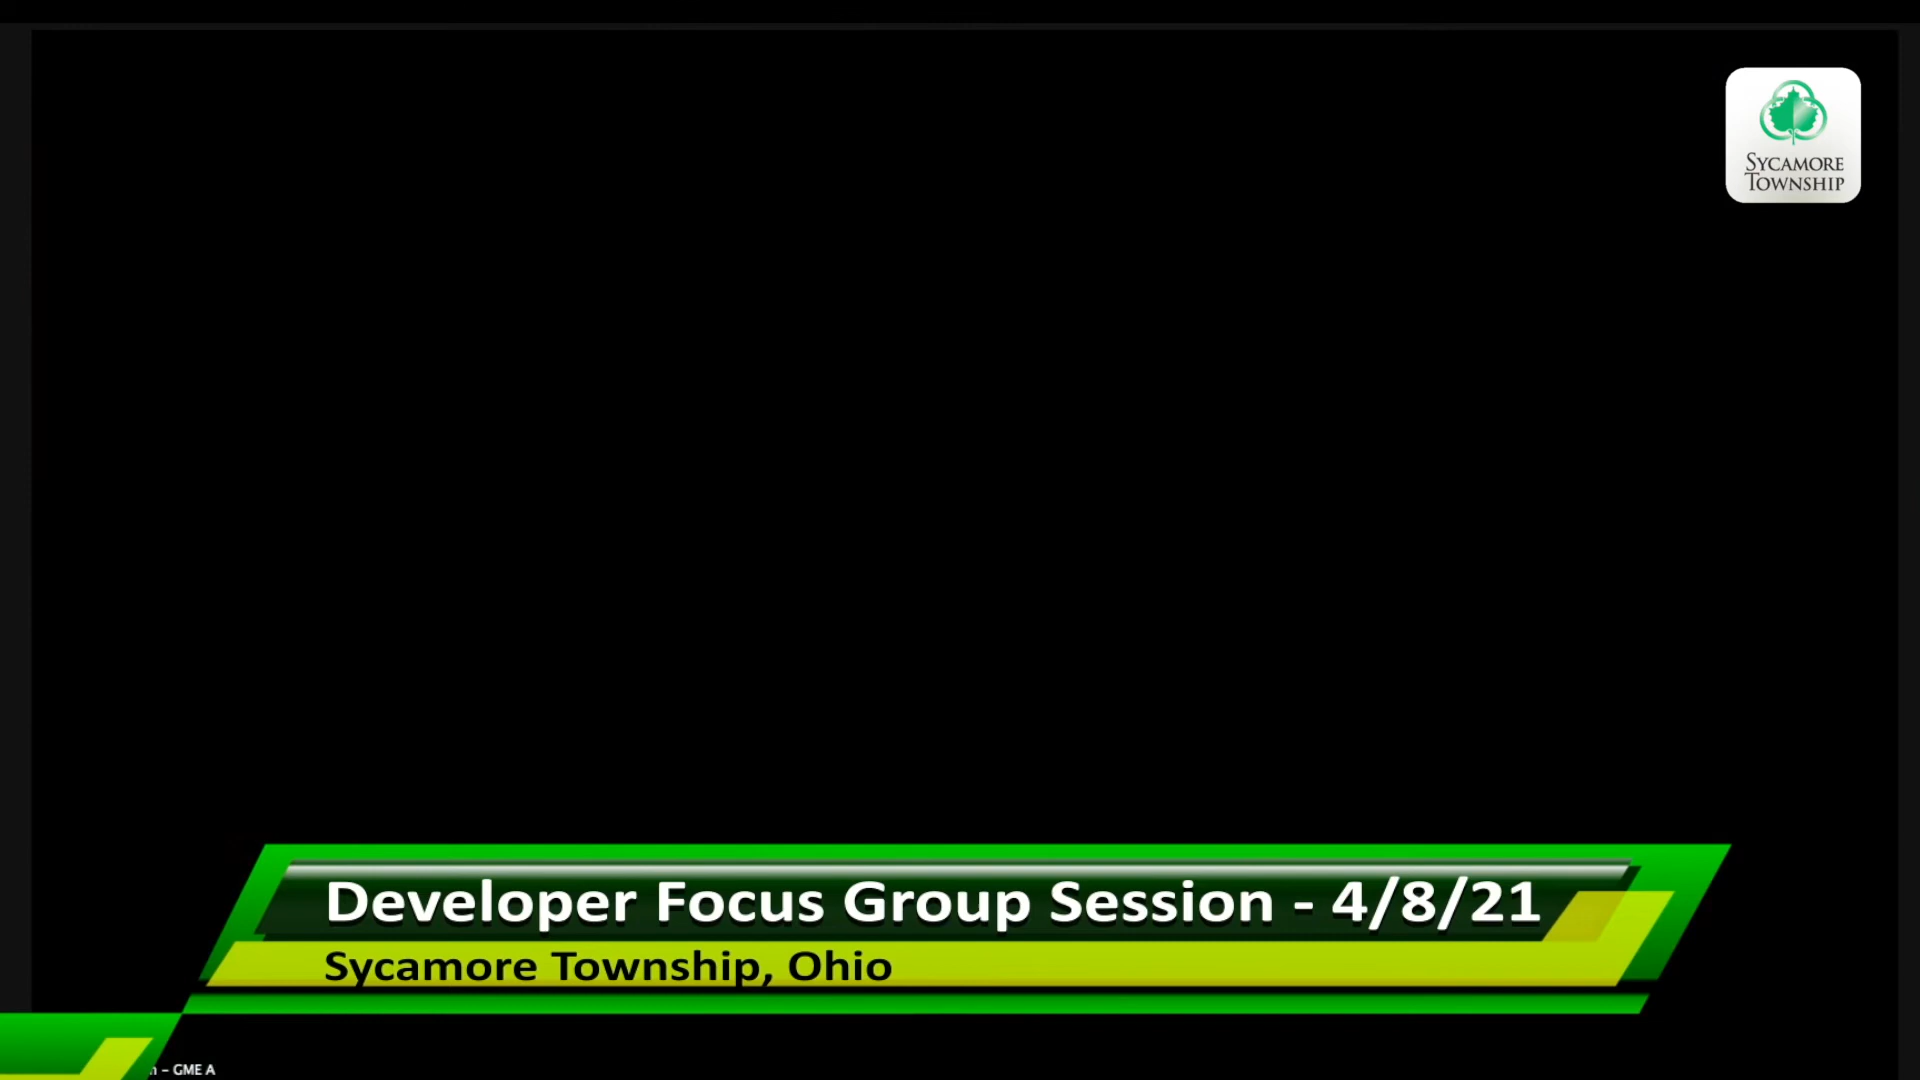 SYCAMORE
TOWNSHIP
Developer Focus Group Session - 4/8/21
Sycamore Township, Ohio
– GME A